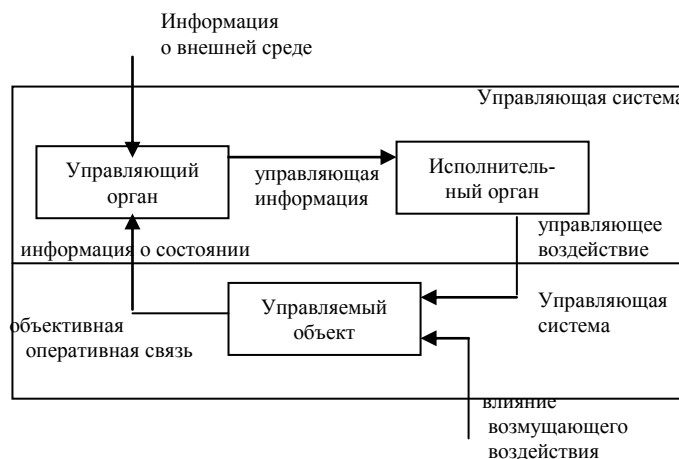 Информация
о внешней среде
Управляющая система
Управляющий
орган
управляющая
информация
Исполнитель-
ный орган
информация о состоянии
управляющее
воздействие
Управляемый
объект
Управляющая
система
объективная
оперативная связь
влияние
возмущающего
воздействия